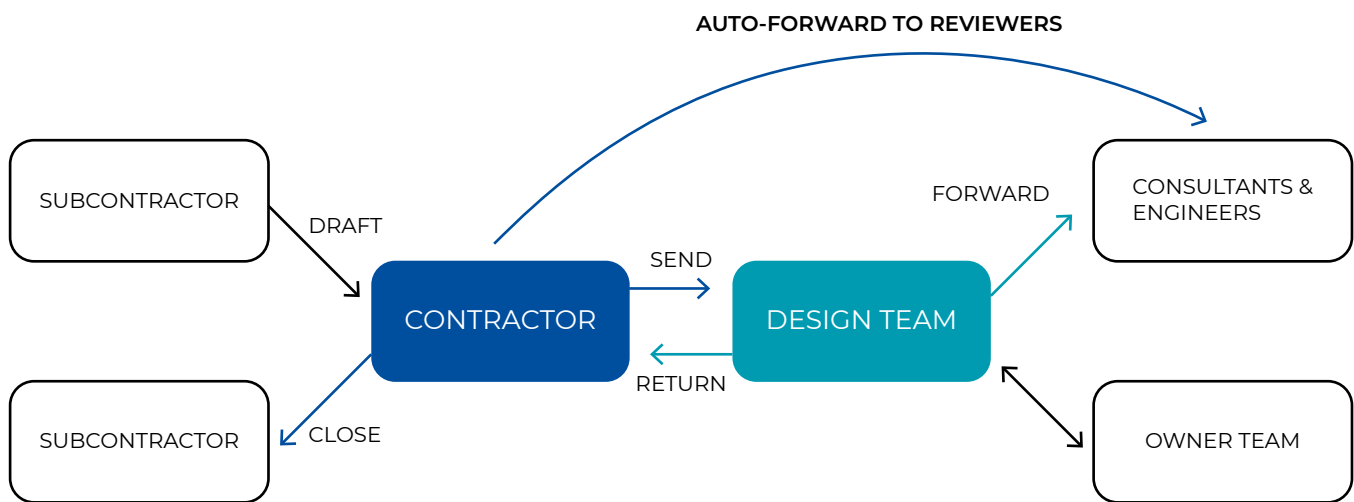 AUTO-FORWARD TO REVIEWERS
SUBCONTRACTOR
DRAFT
CONTRACTOR
SEND
RETURN
DESIGN TEAM
FORWARD
CONSULTANTS &
ENGINEERS
SUBCONTRACTOR
CLOSE
OWNER TEAM